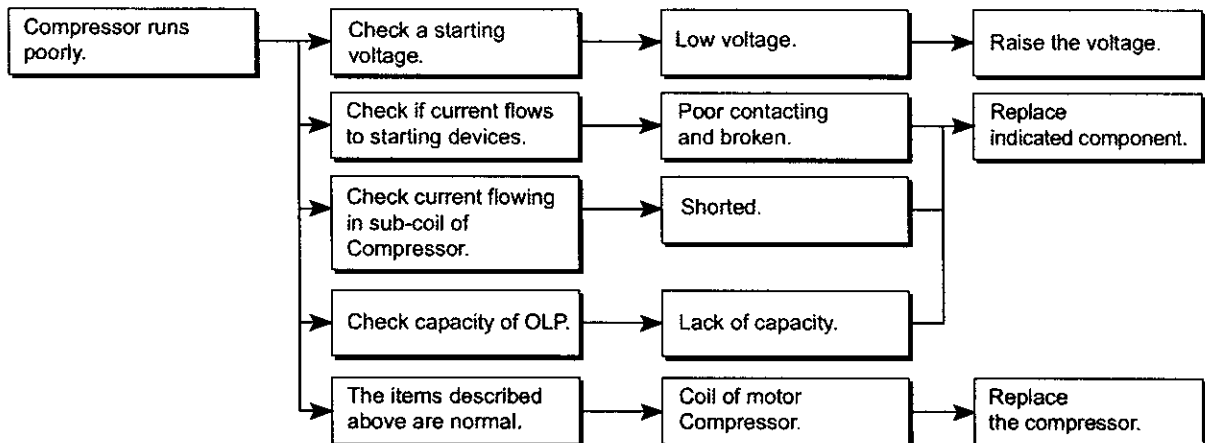 Compressor runs
poorly.
Check a starting
voltage.
Low voltage.
Raise the voltage.
Check if current flows
to starting devices.
Poor contacting
and broken.
Replace
indicated component.
Check current flowing
in sub-coil of
Compressor.
Shorted.
Check capacity of OLP.
Lack of capacity.
The items described
above are normal.
Coil of motor
Compressor.
Replace
the compressor.